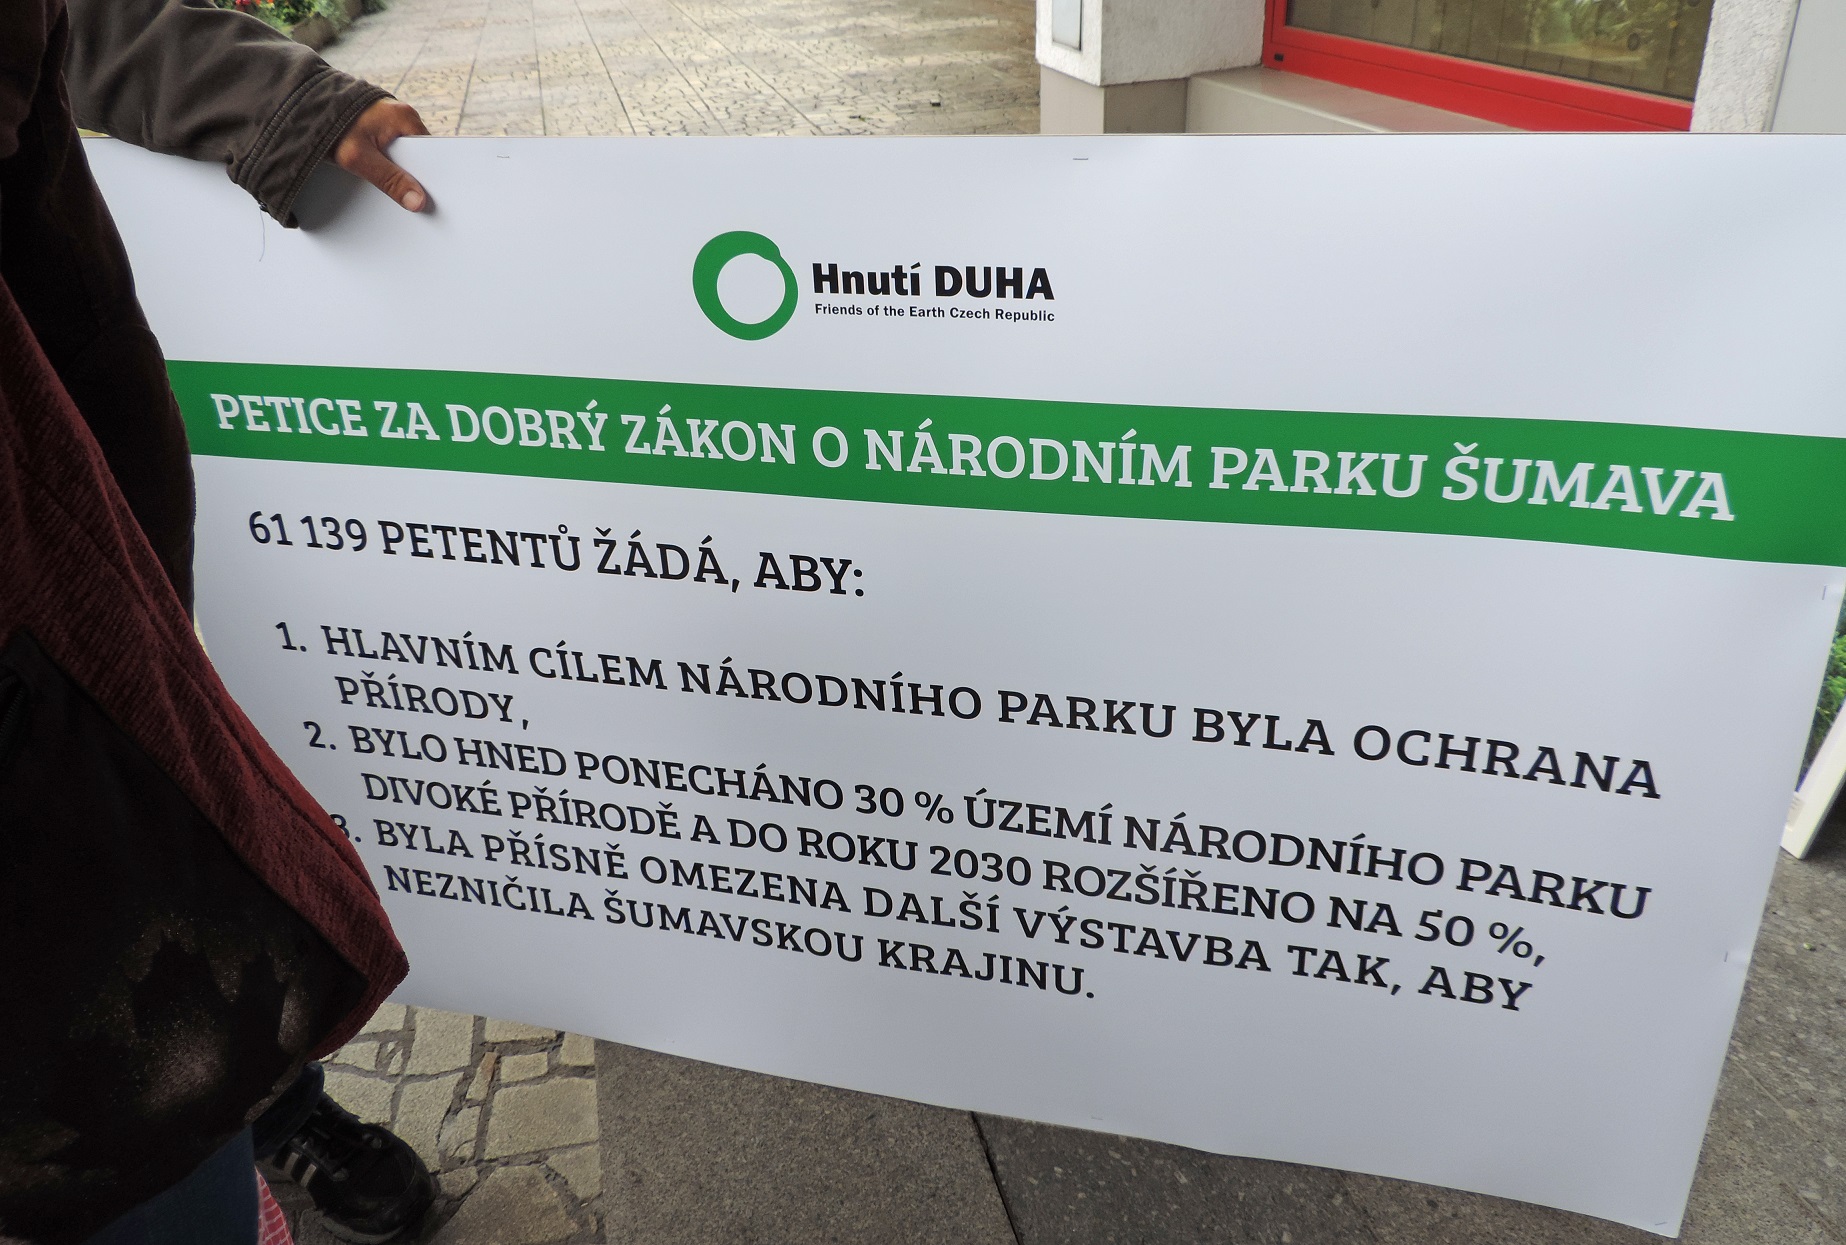 Hnutí DUHA
Friends of the Earth Czech Republic
PETICE ZA DOBRÝ ZÁKON O NÁRODNÍM PARKU ŠUMAVA
61 139 PETENTŮ ŽÁDÁ, ABY:
1. HLAVNÍM CÍLEM NÁRODNÍHO PARKU BYLA OCHRANA
PŘÍRODY,
2. BYLO HNED PONECHÁNO 30 % ÚZEMÍ NÁRODNÍHO PARKU
DIVOKÉ PŘÍRODĚ A DO ROKU 2030 ROZŠÍŘENO NA 50 %,
3. BYLA PŘÍSNĚ OMEZENA DALŠÍ VÝSTAVBA TAK, ABY
NEZNIČILA ŠUMAVSKOU KRAJINU.